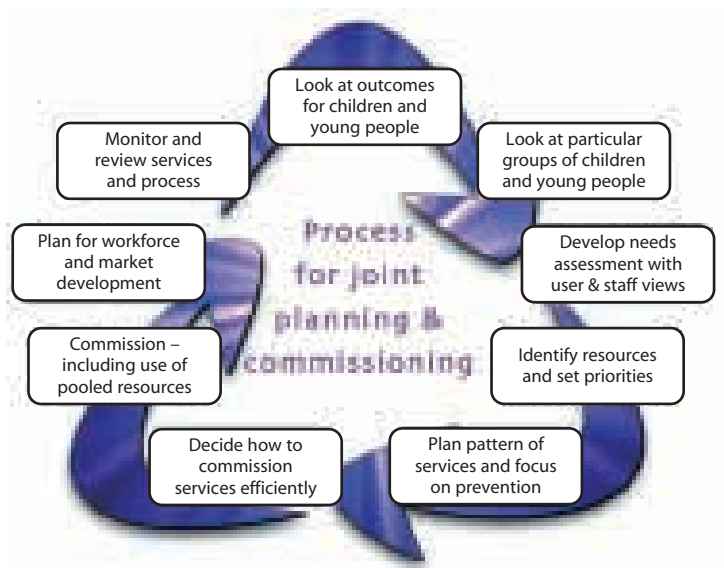 Look at outcomes
for children and
young people
Look at particular
groups of children
and young people
Develop needs
assessment with
user & staff views
Identify resources
and set priorities
Plan pattern of
services and focus
on prevention
Decide how to
commission
services efficiently
Commission –
including use of
pooled resources
Plan for workforce
and market
development
Monitor and
review services
and process
Process
for joint
planning &
commissioning